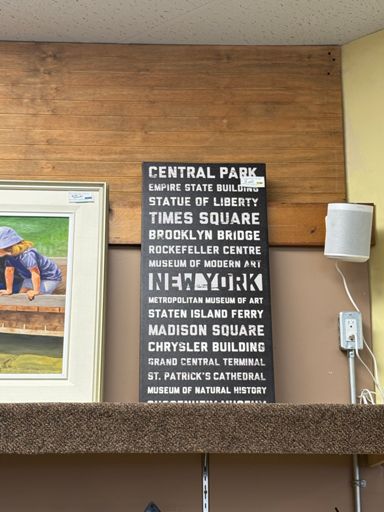 CENTRAL PARK
EMPIRE STATE BUILDING
STATUE OF LIBERTY
TIMES SQUARE
BROOKLYN BRIDGE
ROCKEFELLER CENTRE
MUSEUM OF MODERN ART
NEW YORK
METROPOLITAN MUSEUM OF ART
STATEN ISLAND FERRY
MADISON SQUARE
CHRYSLER BUILDING
GRAND CENTRAL TERMINAL
ST. PATRICK'S CATHEDRAL
MUSEUM OF NATURAL HISTORY